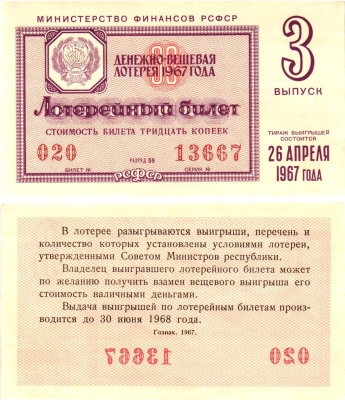 МИНИСТЕРСТВО ФИНАНСОВ РСФСР
ДЕНЕЖНО-ВЕЩЕВАЯ
ЛОТЕРЕЯ 1967 ГОДА
Лотерейный билет
СТОИМОСТЬ БИЛЕТА ТРИДЦАТЬ КОПЕЕК
020 РАЗРЯД 59 13667
БИЛЕТ № СЕРИЯ №
РСФСР
3
ВЫПУСК
ТИРАЖ ВЫИГРЫШЕЙ
СОСТОИТСЯ
26 АПРЕЛЯ
1967 ГОДА
В лотерее разыгрываются выигрыши, перечень и
количество которых установлены условиями лотереи,
утвержденными Советом Министров республики.
Владелец выигравшего лотерейного билета может
по желанию получить взамен вещевого выигрыша его
стоимость наличными деньгами.
Выдача выигрышей по лотерейным билетам произ-
водится до 30 июня 1968 года.
Гознак. 1967.
13667 020